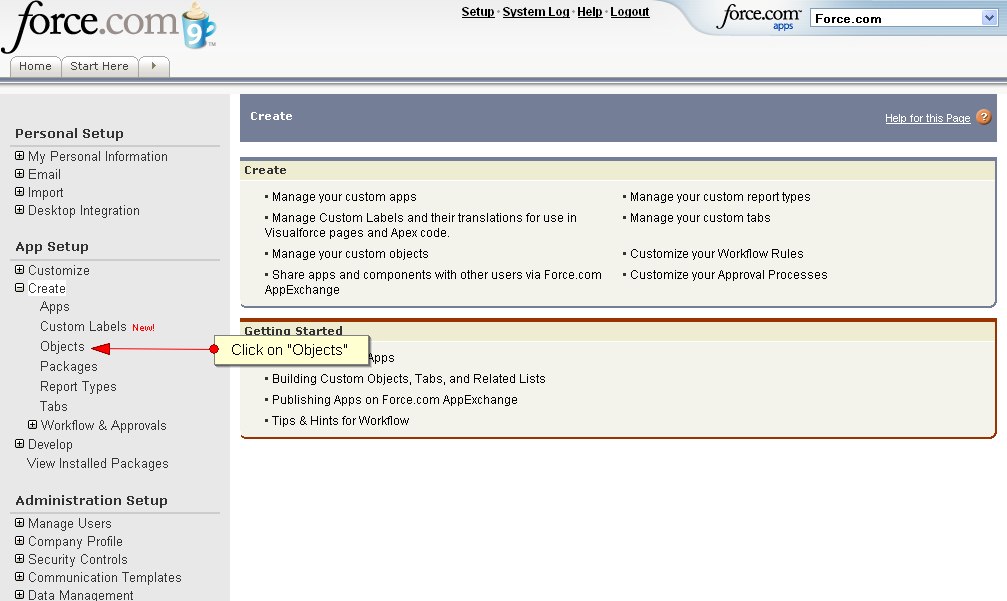 force.com
9
TM
Setup · System Log · Help · Logout
force.com
apps
Force.com
Home
Start Here
Personal Setup
My Personal Information
Email
Import
Desktop Integration
App Setup
Customize
Create
Apps
Custom Labels New!
Objects
Packages
Report Types
Tabs
Workflow & Approvals
Develop
View Installed Packages
Administration Setup
Manage Users
Company Profile
Security Controls
Communication Templates
Data Management
Create
Help for this Page ?
Create
• Manage your custom apps
• Manage Custom Labels and their translations for use in
Visualforce pages and Apex code.
• Manage your custom objects
• Share apps and components with other users via Force.com
AppExchange
• Manage your custom report types
• Manage your custom tabs
• Customize your Workflow Rules
• Customize your Approval Processes
Getting Started
Click on "Objects"
Apps
• Building Custom Objects, Tabs, and Related Lists
• Publishing Apps on Force.com AppExchange
• Tips & Hints for Workflow